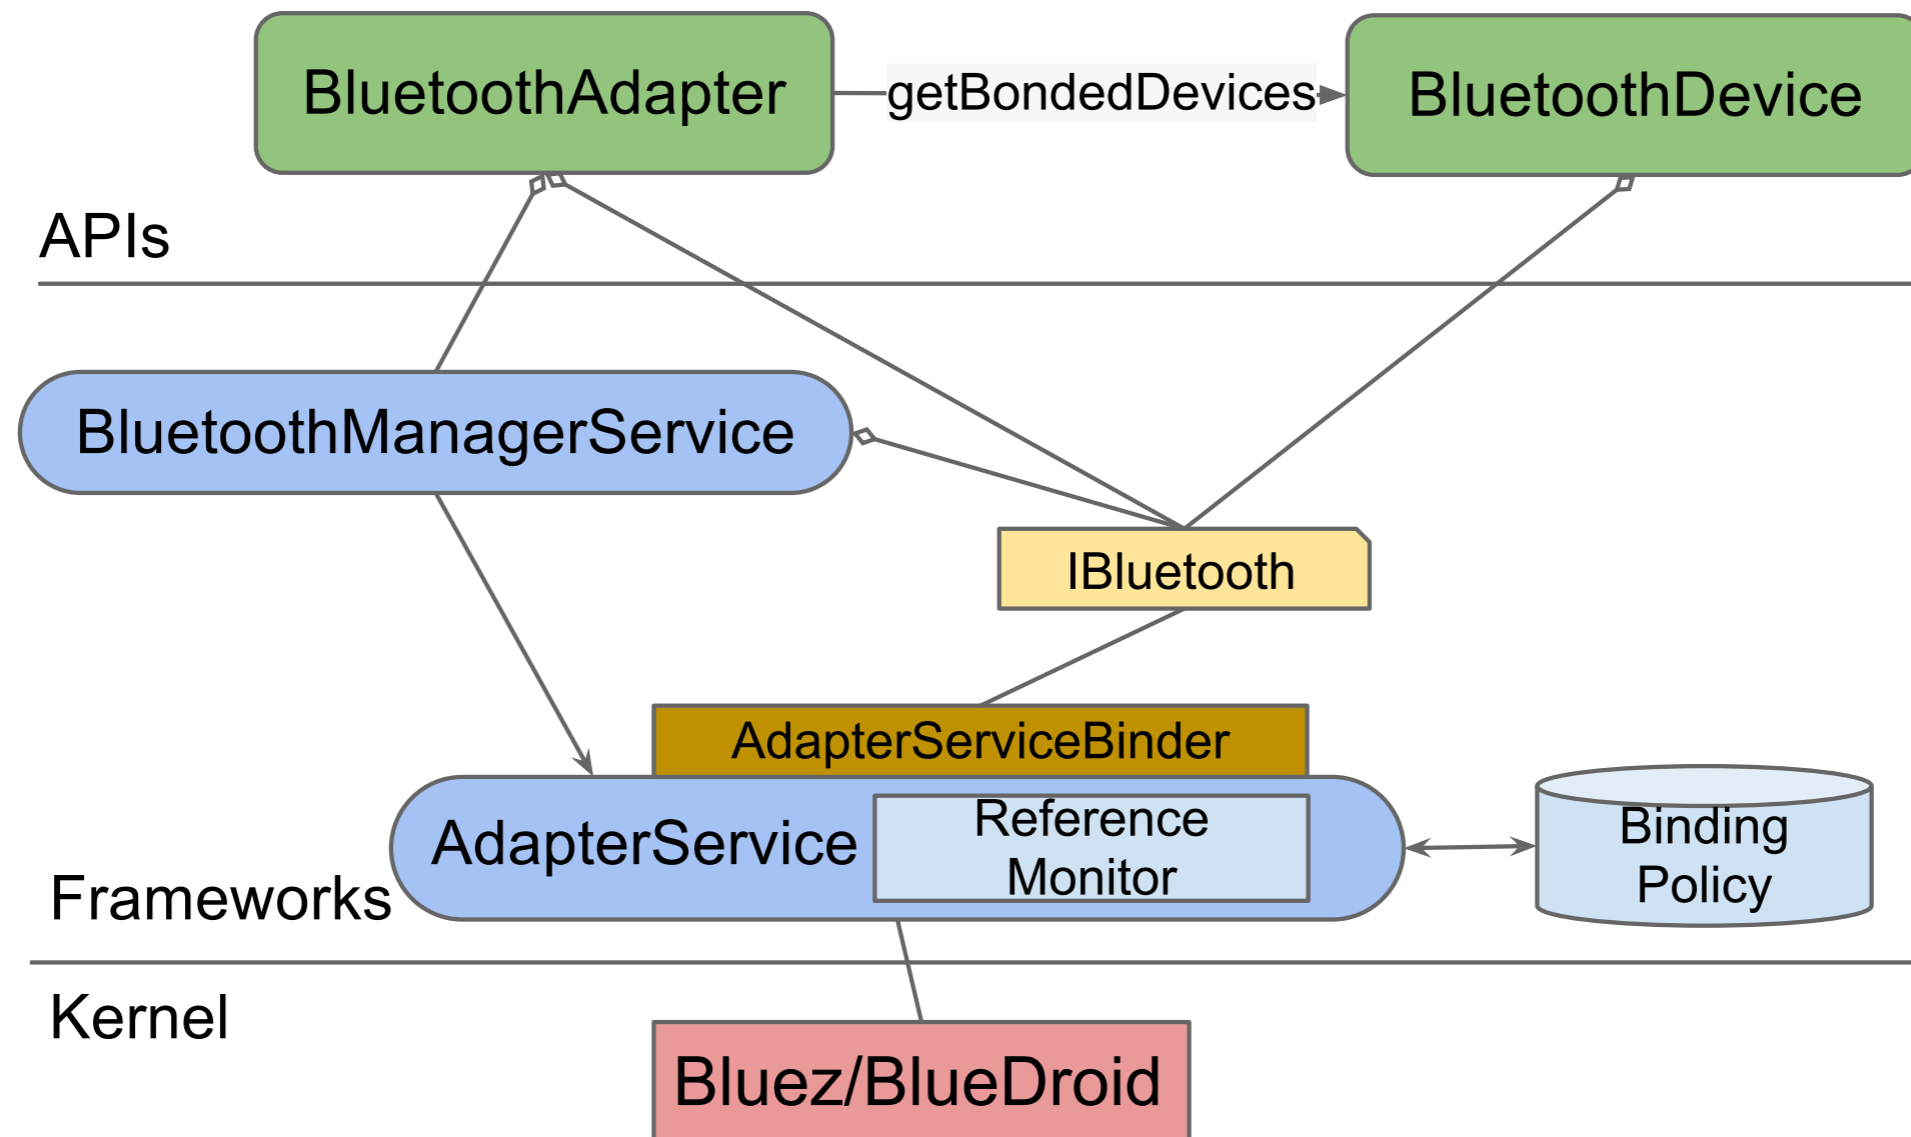 BluetoothAdapter
getBondedDevices
BluetoothDevice
APIs
BluetoothManagerService
IBluetooth
AdapterServiceBinder
AdapterService
Reference
Monitor
Binding
Policy
Frameworks
Kernel
Bluez/BlueDroid